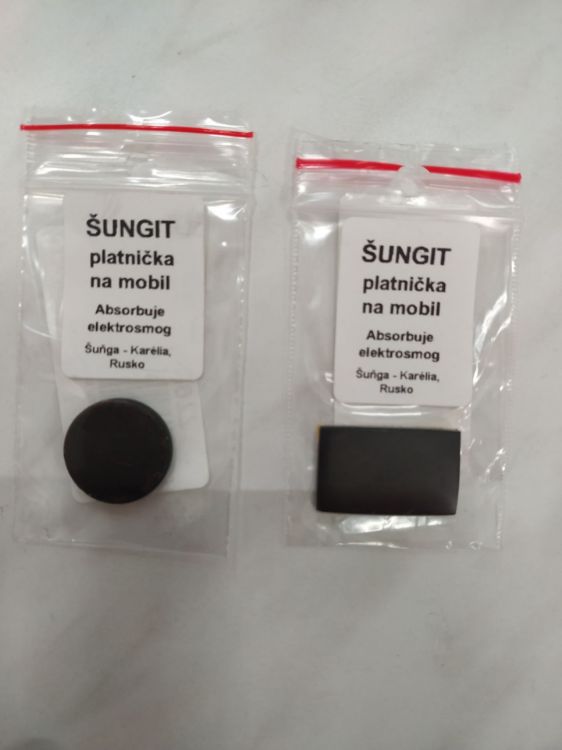 ŠUNGIT
platnička
na mobil
Absorbuje
elektrosmog
Šuňga - Karélia,
Rusko
ŠUNGIT
platnička
na mobil
Absorbuje
elektrosmog
Šuňga - Karélia,
Rusko